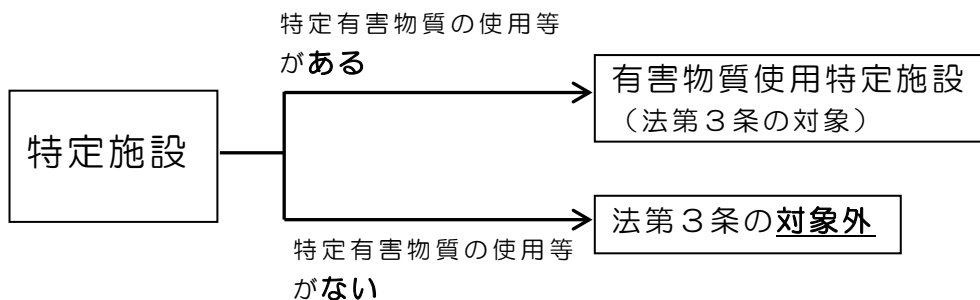 特定有害物質の使用等
がある
有害物質使用特定施設
（法第３条の対象）
特定施設
法第３条の対象外
特定有害物質の使用等
がない